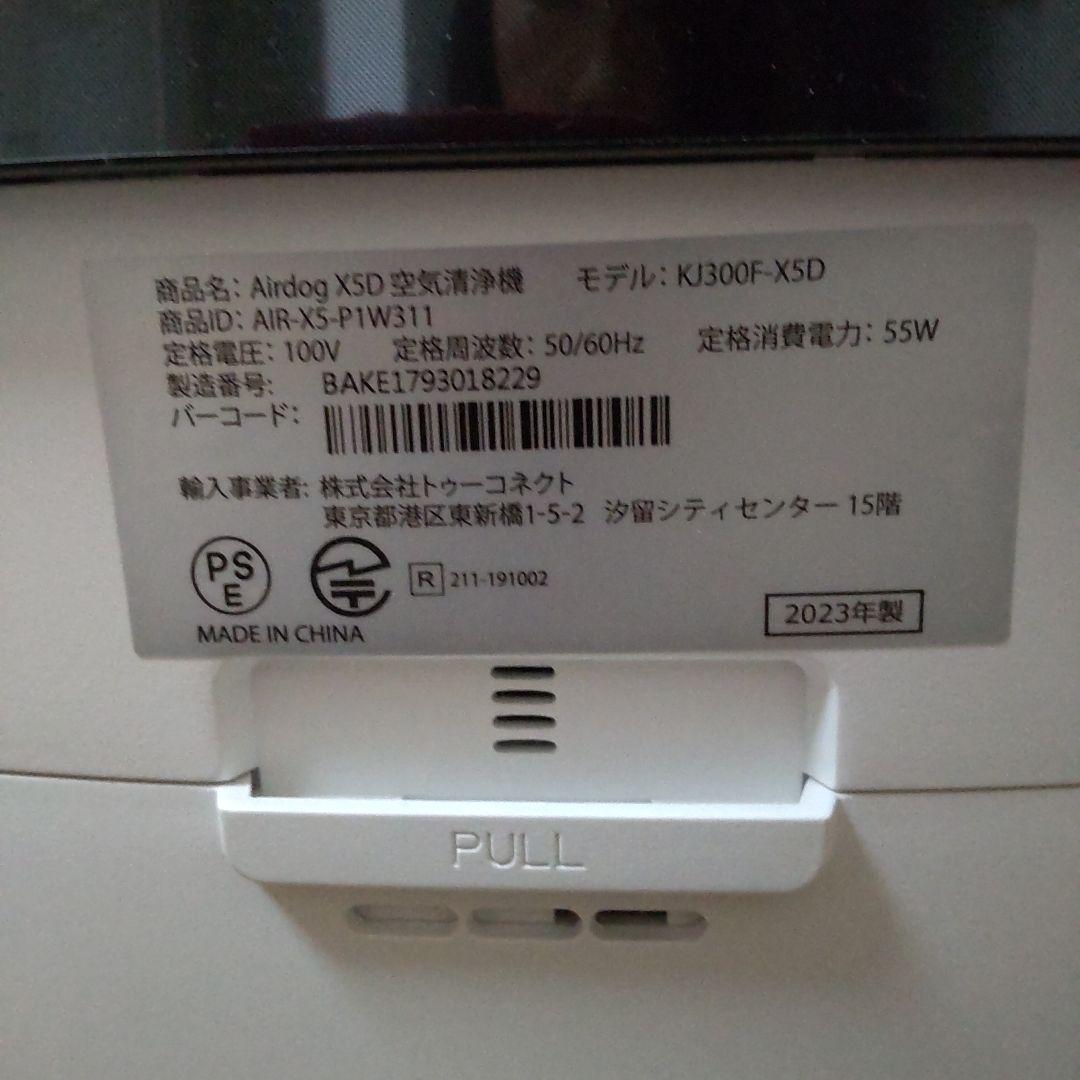 商品名: Airdog X5D 空気清浄機 モデル: KJ300F-X5D
商品ID: AIR-X5-P1W311
定格電圧: 100V 定格周波数: 50/60Hz 定格消費電力: 55W
製造番号: BAKE1793018229
バーコード:
輸入事業者: 株式会社トゥーコネクト
東京都港区東新橋1-5-2 汐留シティセンター 15階
PS
E
R 211-191002
MADE IN CHINA
2023年製
PULL